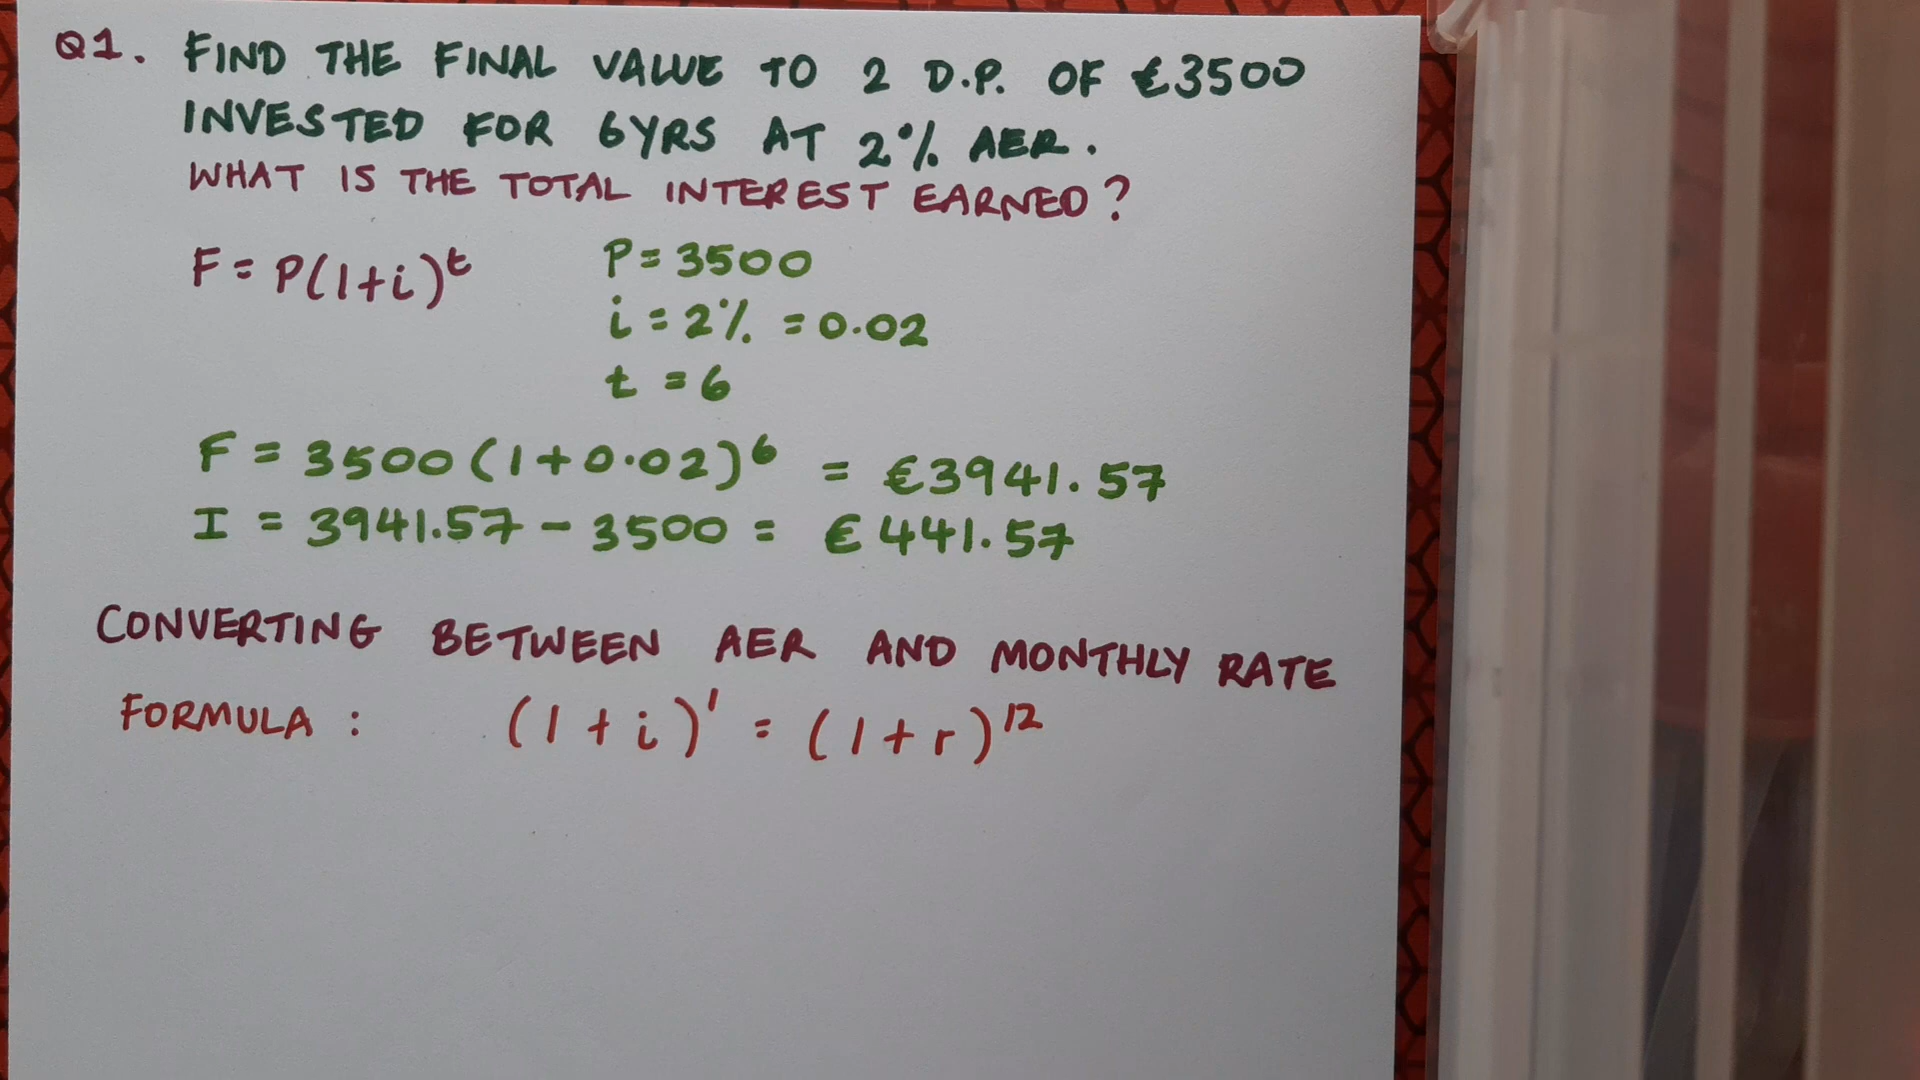 Q1. FIND THE FINAL VALUE TO 2 D.P. OF €3500
INVESTED FOR 6YRS AT 2% AER.
WHAT IS THE TOTAL INTEREST EARNED?
F = P(1+i)^t P = 3500
i = 2% = 0.02
t = 6
F = 3500(1+0.02)^6 = €3941.57
I = 3941.57 - 3500 = €441.57
CONVERTING BETWEEN AER AND MONTHLY RATE
FORMULA : (1+i)^1 = (1+r)^12